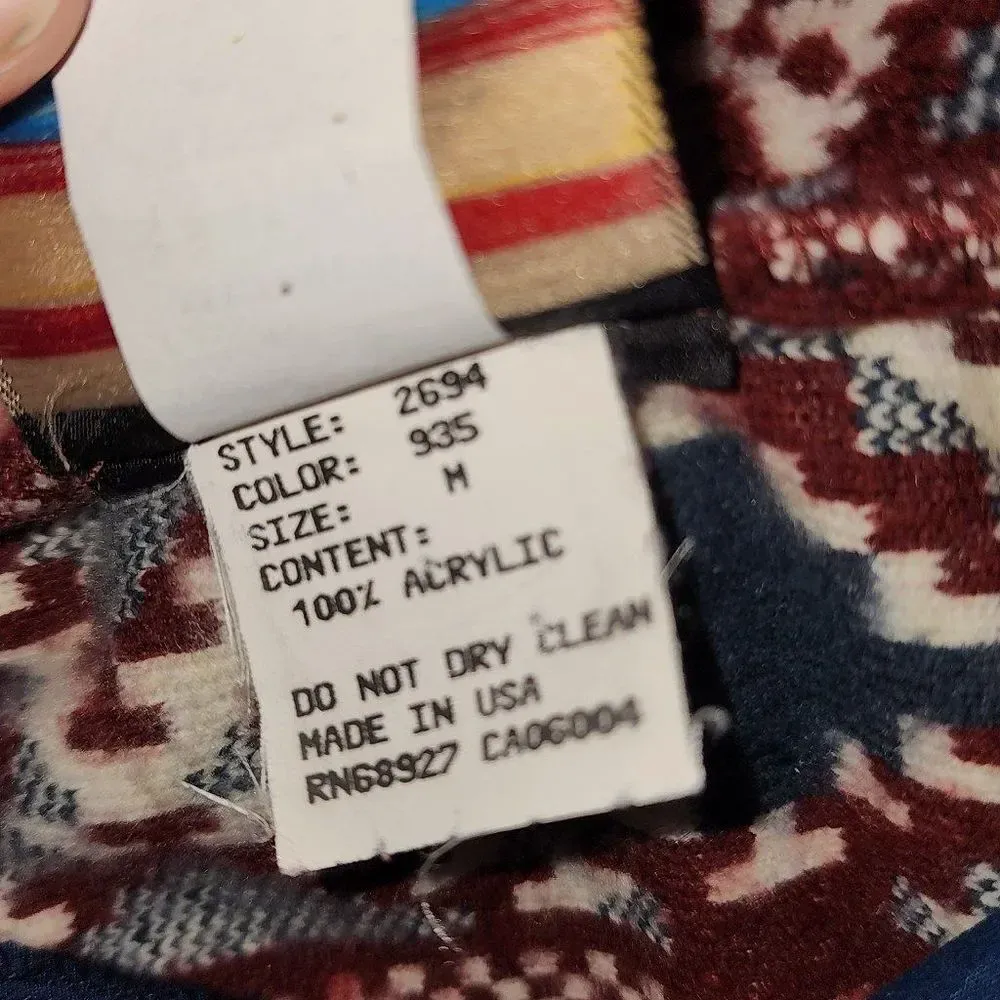 STYLE: 2694
COLOR: 935
SIZE: M
CONTENT:
100% ACRYLIC
DO NOT DRY CLEAN
MADE IN USA
RN68927 CA06004